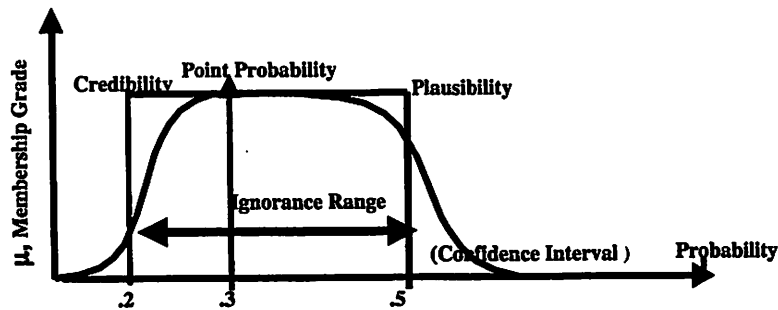 Point Probability
Credibility
Plausibility
μ, Membership Grade
Ignorance Range
(Confidence Interval )
Probability
.2
.3
.5